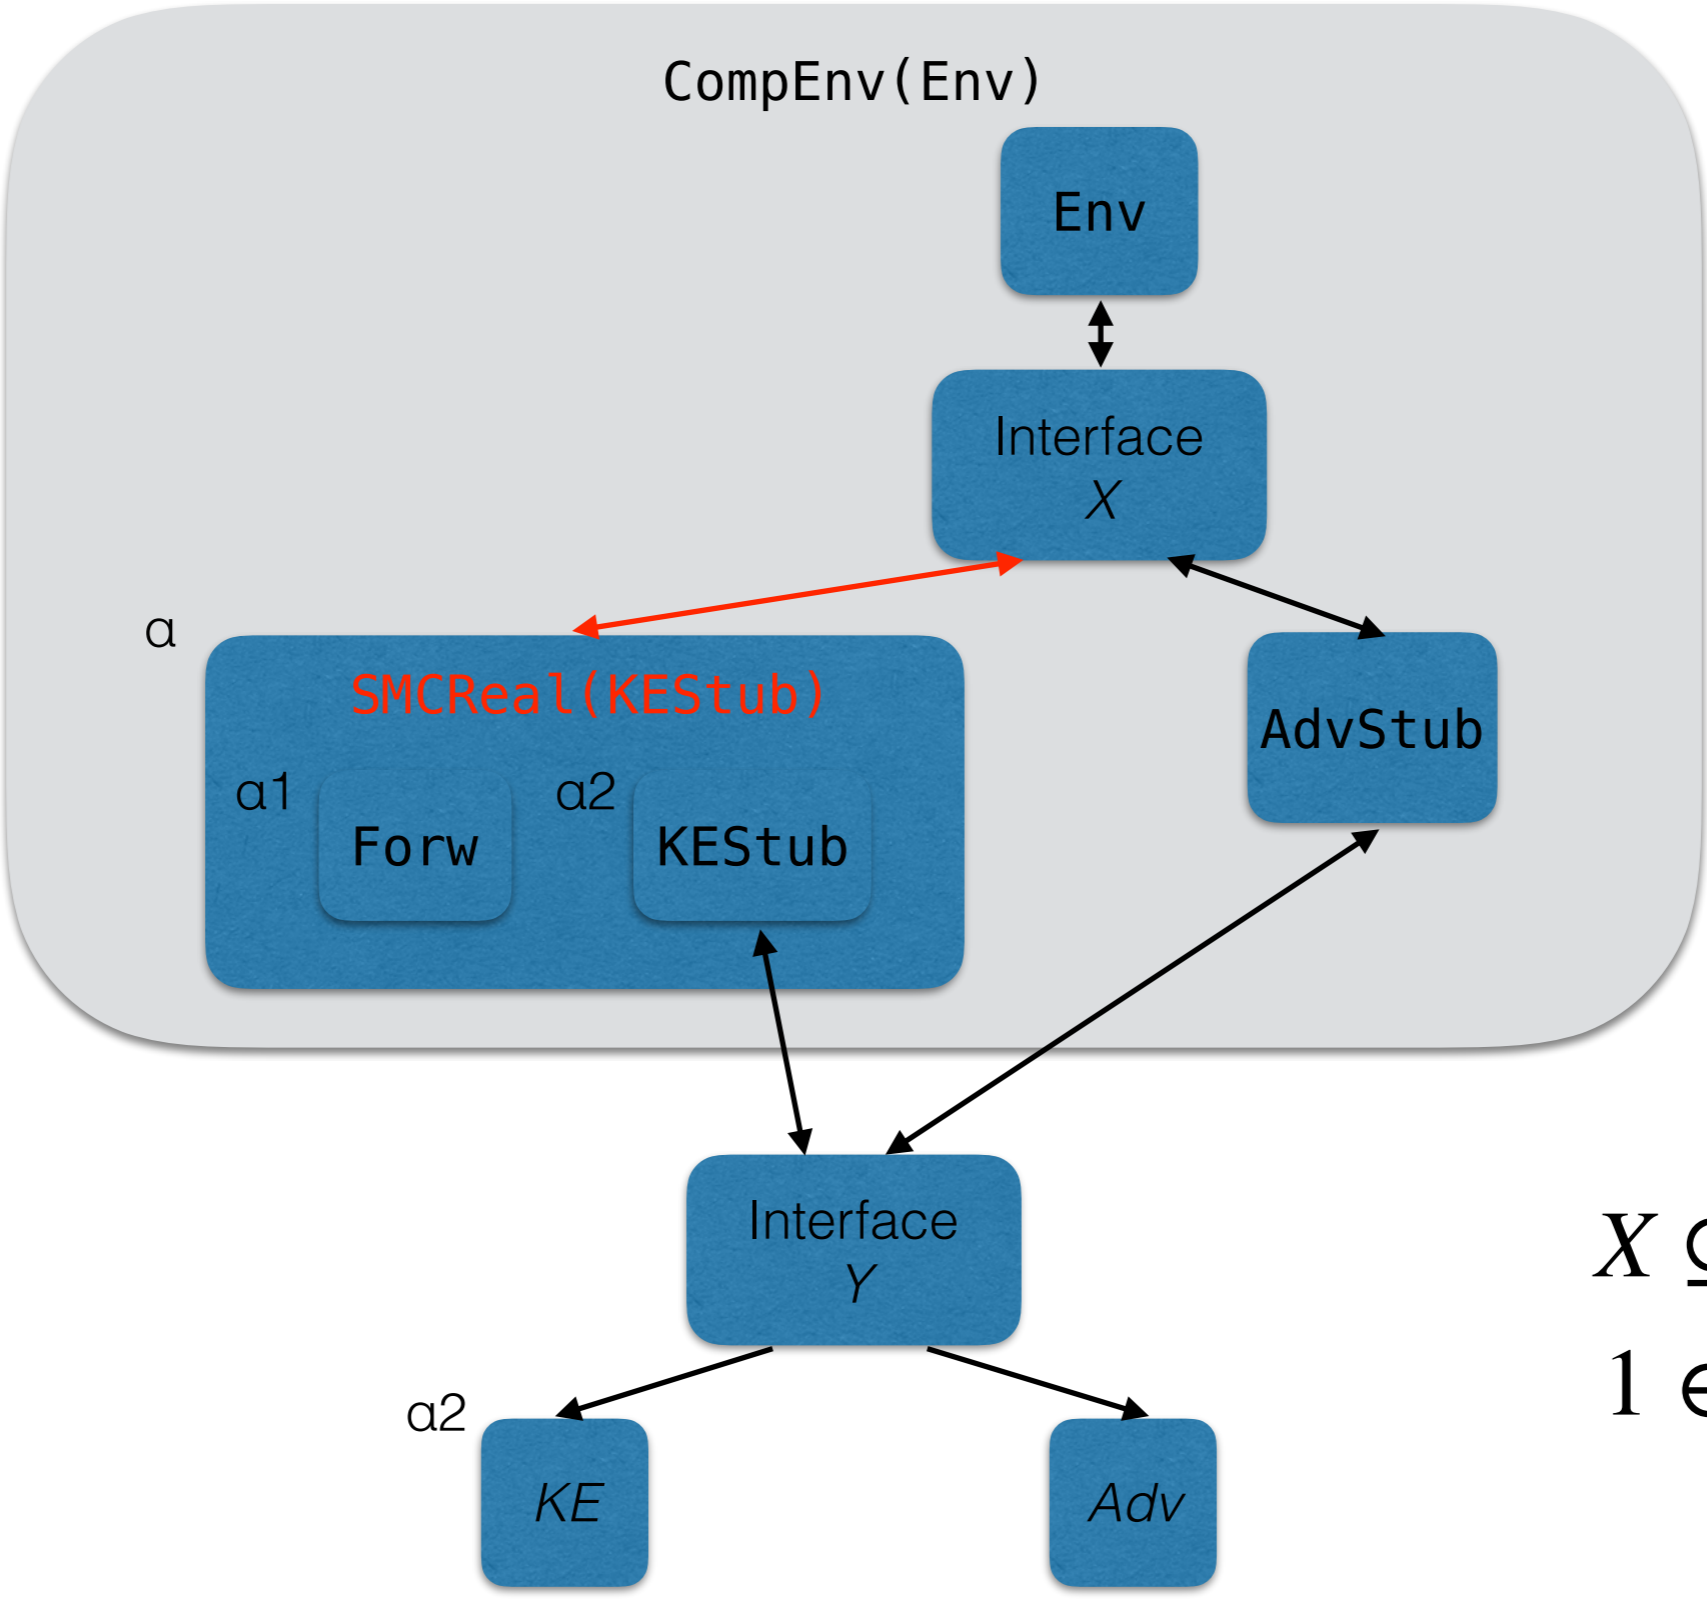 CompEnv(Env)
Env
Interface
X
α
SMCReal(KEStub)
α1
Forw
α2
KEStub
AdvStub
Interface
Y
X
1
α2
KE
Adv